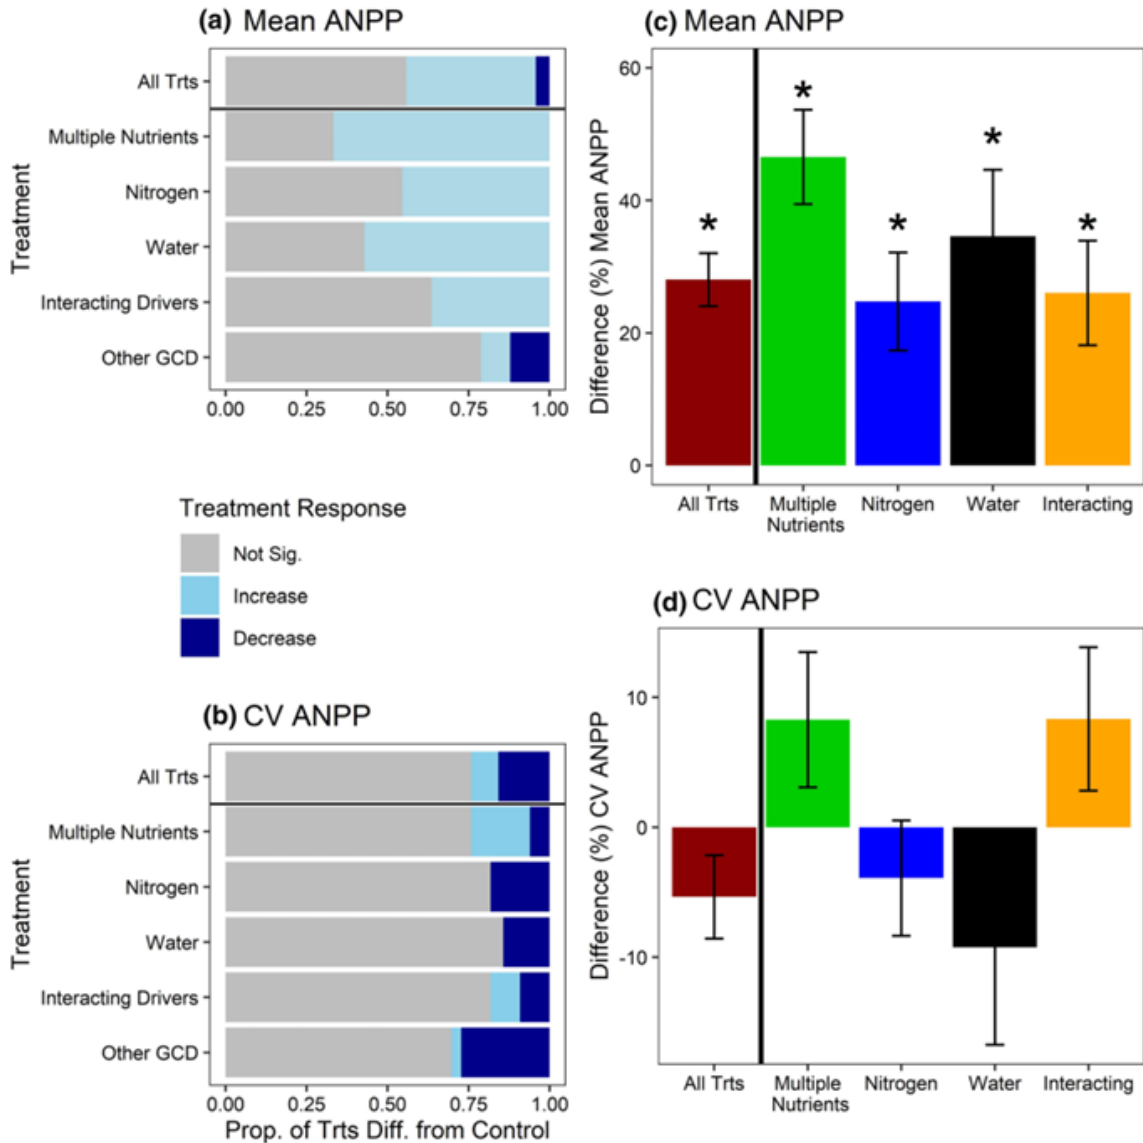 (a) Mean ANPP
Treatment
All Trts
Multiple Nutrients
Nitrogen
Water
Interacting Drivers
Other GCD
0.00 0.25 0.50 0.75 1.00
Treatment Response
Not Sig.
Increase
Decrease
(b) CV ANPP
Treatment
All Trts
Multiple Nutrients
Nitrogen
Water
Interacting Drivers
Other GCD
0.00 0.25 0.50 0.75 1.00
Prop. of Trts Diff. from Control
(c) Mean ANPP
Difference (%) Mean ANPP
60
40
20
0
* * * * *
All Trts Multiple Nitrogen Water Interacting
Nutrients
(d) CV ANPP
Difference (%) CV ANPP
10
0
-10
All Trts Multiple Nitrogen Water Interacting
Nutrients